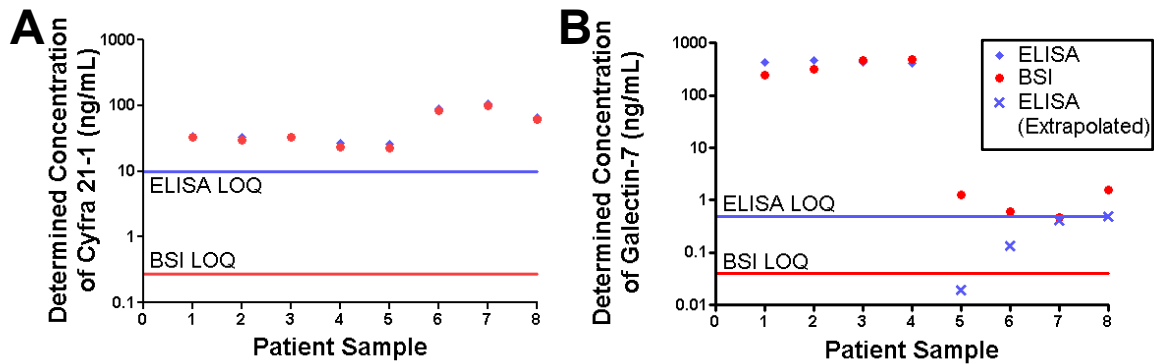 A
Determined Concentration
of Cyfra 21-1 (ng/mL)
1000
100
10
1
0.1
ELISA LOQ
BSI LOQ
0 1 2 3 4 5 6 7 8
Patient Sample
B
Determined Concentration
of Galectin-7 (ng/mL)
1000
100
10
1
0.1
0.01
ELISA LOQ
BSI LOQ
0 1 2 3 4 5 6 7 8
Patient Sample
ELISA
BSI
ELISA
(Extrapolated)